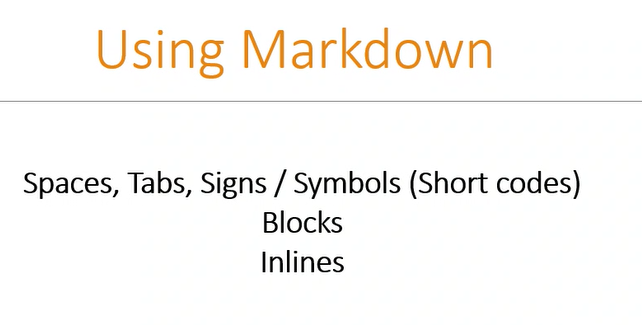 Using Markdown
Spaces, Tabs, Signs / Symbols (Short codes)
Blocks
Inlines